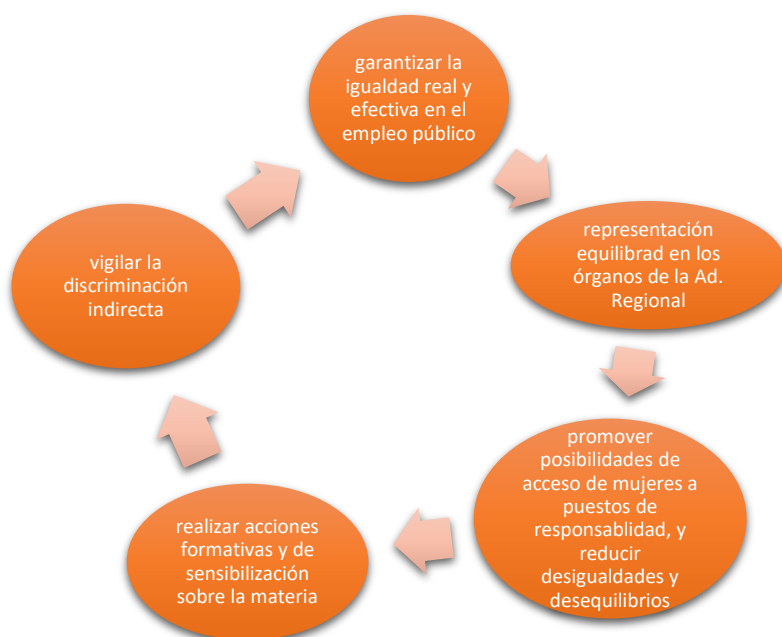 garantizar la
igualdad real y
efectiva en el
empleo público
representación
equilibrad en los
órganos de la Ad.
Regional
promover
posibilidades de
acceso de mujeres a
puestos de
responsablidad, y
reducir
desigualdades y
desequilibrios
realizar acciones
formativas y de
sensibilización
sobre la materia
vigilar la
discriminación
indirecta